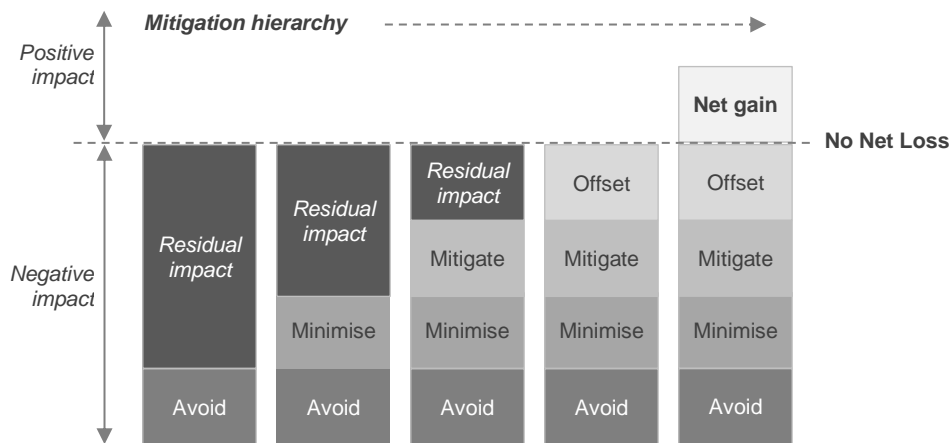 Mitigation hierarchy
Positive
impact
Net gain
No Net Loss
Negative
impact
Residual
impact
Avoid
Residual
impact
Minimise
Avoid
Residual
impact
Mitigate
Minimise
Avoid
Offset
Mitigate
Minimise
Avoid
Offset
Mitigate
Minimise
Avoid